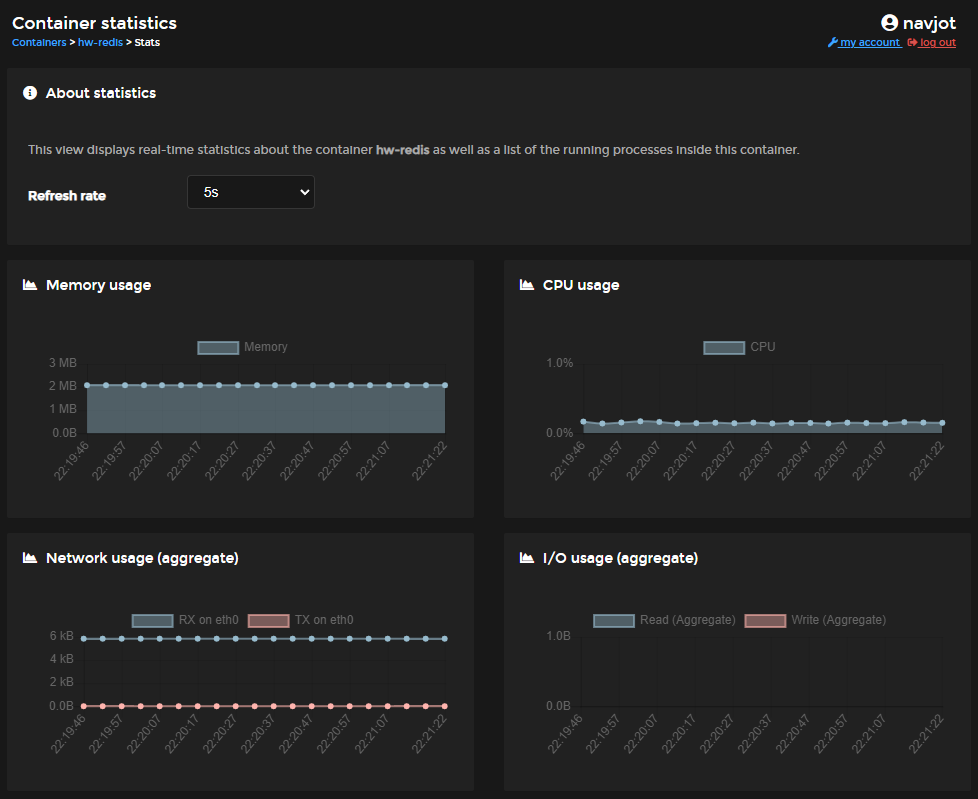 Container statistics
navjot
Containers > hw-redis > Stats
my account log out
About statistics
This view displays real-time statistics about the container hw-redis as well as a list of the running processes inside this container.
Refresh rate
5s
Memory usage
Memory
3 MB
2 MB
1 MB
0.0B
22:19:46 22:19:57 22:20:07 22:20:17 22:20:27 22:20:37 22:20:47 22:20:57 22:21:07 22:21:22
CPU usage
CPU
1.0%
0.0%
22:19:46 22:19:57 22:20:07 22:20:17 22:20:27 22:20:37 22:20:47 22:20:57 22:21:07 22:21:22
Network usage (aggregate)
RX on eth0 TX on eth0
6 kB
4 kB
2 kB
0.0B
22:19:46 22:19:57 22:20:07 22:20:17 22:20:27 22:20:37 22:20:47 22:20:57 22:21:07 22:21:22
I/O usage (aggregate)
Read (Aggregate) Write (Aggregate)
1.0B
0.0B
22:19:46 22:19:57 22:20:07 22:20:17 22:20:27 22:20:37 22:20:47 22:20:57 22:21:07 22:21:22